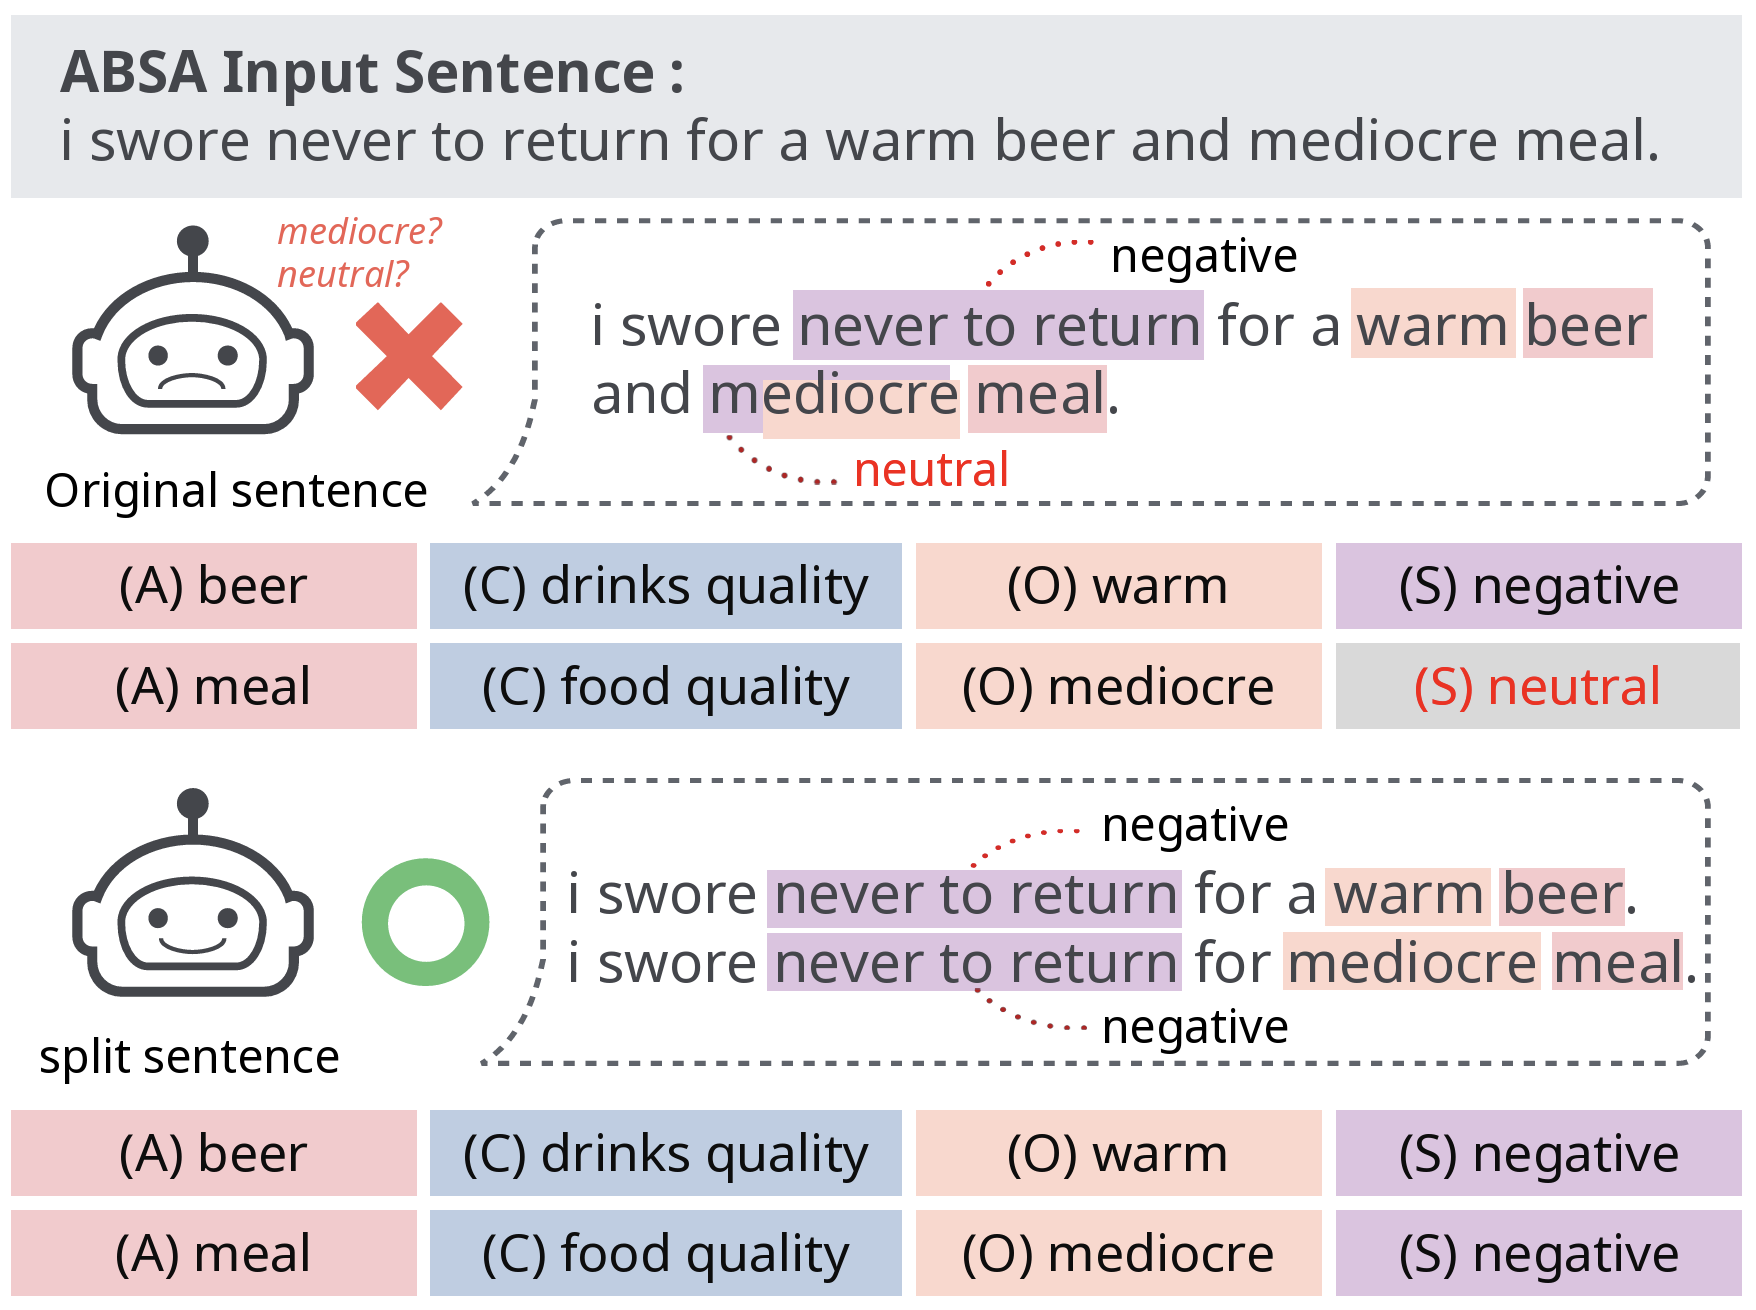 ABSA Input Sentence :
i swore never to return for a warm beer and mediocre meal.
mediocre?
neutral?
negative
i swore never to return for a warm beer
and mediocre meal.
neutral
Original sentence
(A) beer (C) drinks quality (O) warm (S) negative
(A) meal (C) food quality (O) mediocre (S) neutral
negative
i swore never to return for a warm beer.
i swore never to return for mediocre meal.
negative
split sentence
(A) beer (C) drinks quality (O) warm (S) negative
(A) meal (C) food quality (O) mediocre (S) negative